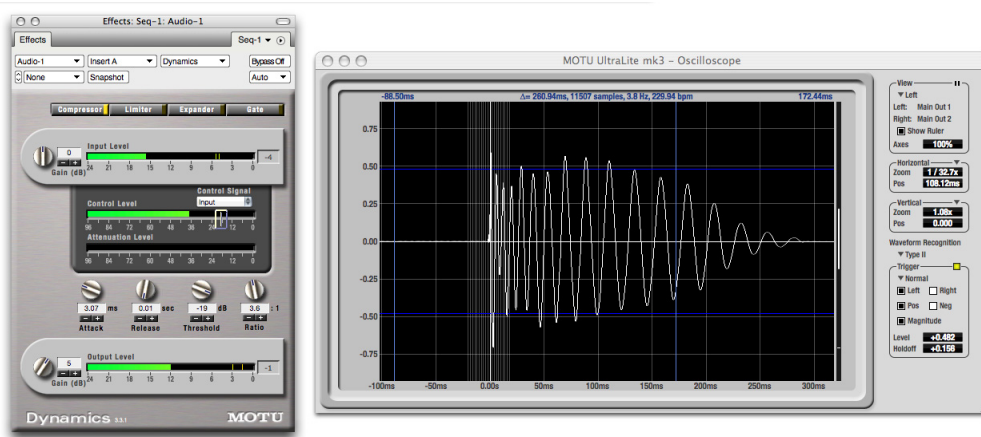 Effects: Seq-1: Audio-1
Effects
Seq-1
Audio-1
Insert A
Dynamics
Bypass Off
None
Snapshot
Auto
Compressor
Limiter
Expander
Gate
Input Level
0
-4
Gain (dB)
24 21 18 15 12 9 6 3 0
Control Signal
Control Level
Input
96 84 72 60 48 36 24 12 0
Attenuation Level
96 84 72 60 48 36 24 12 0
3.07 ms
0.01 sec
-19 dB
3.6 : 1
Attack
Release
Threshold
Ratio
Output Level
5
-1
Gain (dB)
24 21 18 15 12 9 6 3 0
Dynamics 3.3.1
MOTU
MOTU UltraLite mk3 – Oscilloscope
-88.50ms
Δ= 260.94ms, 11507 samples, 3.8 Hz, 229.94 bpm
172.44ms
0.75
0.50
0.25
0.00
-0.25
-0.50
-0.75
-100ms
-50ms
0.00s
50ms
100ms
150ms
200ms
250ms
300ms
View
Left
Left: Main Out 1
Right: Main Out 2
Show Ruler
Axes 100%
Horizontal
Zoom 1 / 32.7x
Pos 108.12ms
Vertical
Zoom 1.08x
Pos 0.000
Waveform Recognition
Type II
Trigger
Normal
Left Right
Pos Neg
Magnitude
Level +0.482
Holdoff +0.156